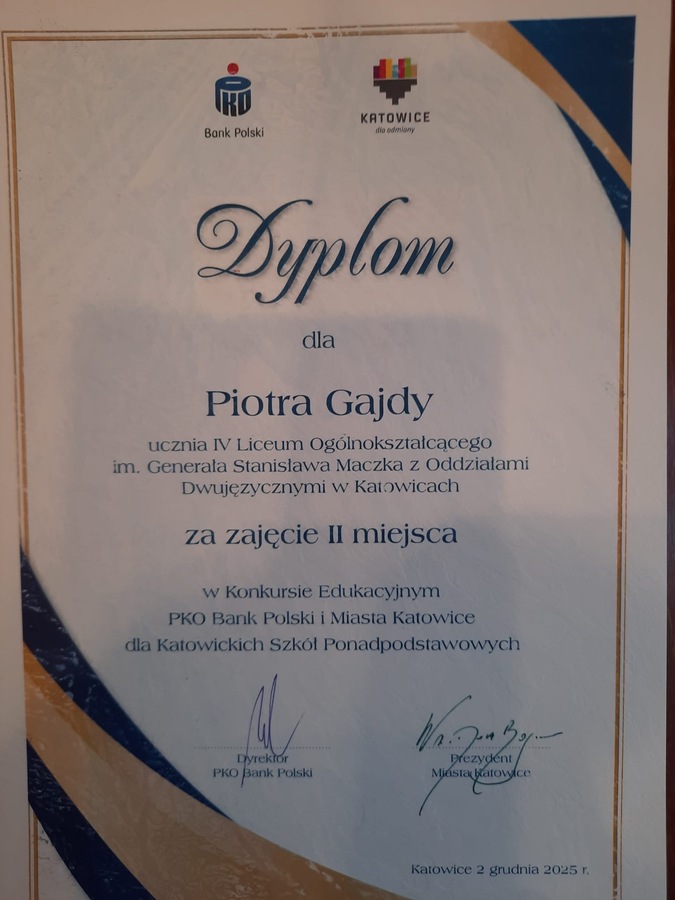 PKO
Bank Polski
KATOWICE
dla odmiany
Dyplom
dla
Piotra Gajdy
ucznia IV Liceum Ogólnokształcącego
im. Generała Stanisława Maczka z Oddziałami
Dwujęzycznymi w Katowicach
za zajęcie II miejsca
w Konkursie Edukacyjnym
PKO Bank Polski i Miasta Katowice
dla Katowickich Szkół Ponadpodstawowych
Dyrektor
PKO Bank Polski
Prezydent
Miasta Katowice
Katowice 2 grudnia 2025 r.